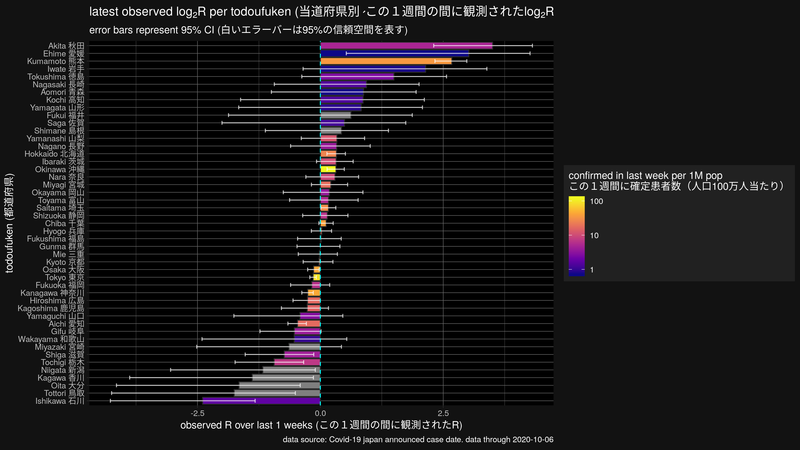 latest observed log₂R per todoufuken (当道府県別 この１週間の間に観測されたlog₂R
error bars represent 95% CI (白いエラーバーは95%の信頼空間を表す)
todoufuken (都道府県)
Akita 秋田
Ehime 愛媛
Kumamoto 熊本
Iwate 岩手
Tokushima 徳島
Nagasaki 長崎
Aomori 青森
Kochi 高知
Yamagata 山形
Fukui 福井
Saga 佐賀
Shimane 島根
Yamanashi 山梨
Nagano 長野
Hokkaido 北海道
Ibaraki 茨城
Okinawa 沖縄
Nara 奈良
Miyagi 宮城
Okayama 岡山
Toyama 富山
Saitama 埼玉
Shizuoka 静岡
Chiba 千葉
Hyogo 兵庫
Fukushima 福島
Gunma 群馬
Mie 三重
Kyoto 京都
Osaka 大阪
Tokyo 東京
Fukuoka 福岡
Kanagawa 神奈川
Hiroshima 広島
Kagoshima 鹿児島
Yamaguchi 山口
Aichi 愛知
Gifu 岐阜
Wakayama 和歌山
Miyazaki 宮崎
Shiga 滋賀
Tochigi 栃木
Niigata 新潟
Kagawa 香川
Oita 大分
Tottori 鳥取
Ishikawa 石川
-2.5 0.0 2.5
observed R over last 1 weeks (この１週間の間に観測されたR)
data source: Covid-19 japan announced case date. data through 2020-10-06
confirmed in last week per 1M pop
この１週間に確定患者数（人口100万人当たり）
100
10
1